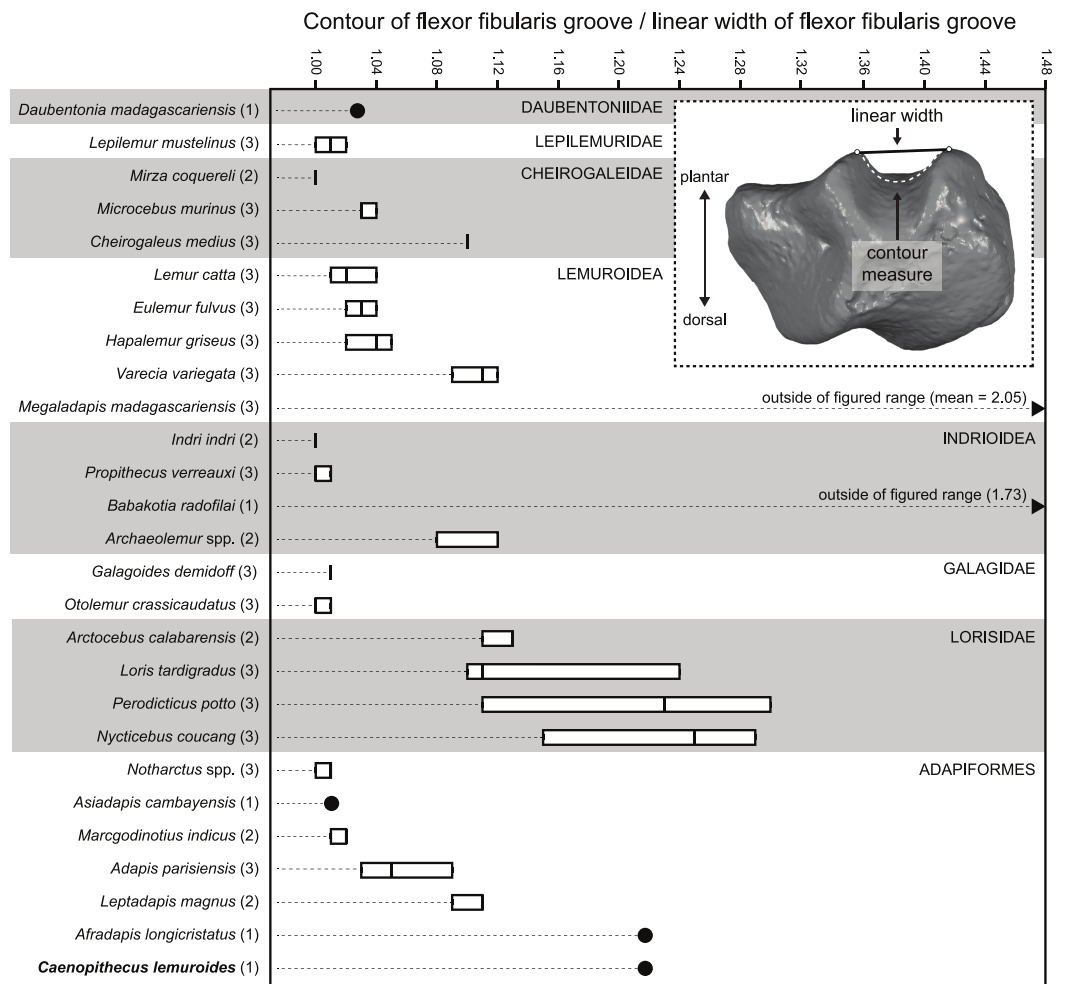 Contour of flexor fibularis groove / linear width of flexor fibularis groove
1.00 1.04 1.08 1.12 1.16 1.20 1.24 1.28 1.32 1.36 1.40 1.44 1.48
Daubentonia madagascariensis (1) DAUBENTONIIDAE
linear width
Lepilemur mustelinus (3) LEPILEMURIDAE
Mirza coquereli (2) CHEIROGALEIDAE
plantar
Microcebus murinus (3)
Cheirogaleus medius (3)
contour
measure
Lemur catta (3) LEMUROIDEA
Eulemur fulvus (3)
dorsal
Hapalemur griseus (3)
Varecia variegata (3)
Megaladapis madagascariensis (3) outside of figured range (mean = 2.05)
Indri indri (2) INDRIOIDEA
Propithecus verreauxi (3)
Babakotia radofilai (1) outside of figured range (1.73)
Archaeolemur spp. (2)
Galagoides demidoff (3) GALAGIDAE
Otolemur crassicaudatus (3)
Arctocebus calabarensis (2) LORISIDAE
Loris tardigradus (3)
Perodicticus potto (3)
Nycticebus coucang (3)
Notharctus spp. (3) ADAPIFORMES
Asiadapis cambayensis (1)
Marcgodinotius indicus (2)
Adapis parisiensis (3)
Leptadapis magnus (2)
Afradapis longicristatus (1)
Caenopithecus lemuroides (1)